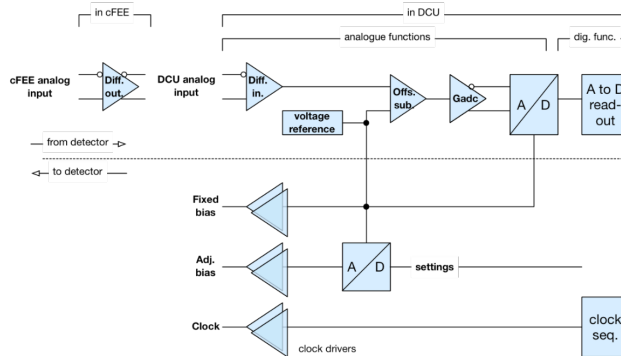 in cFEE
in DCU
analogue functions
dig. func.
cFEE analog
input
Diff.
out.
DCU analog
input
Diff.
in.
Offs.
sub.
Gadc
A
D
A to D
read-
out
voltage
reference
from detector
to detector
Fixed
bias
Adj.
bias
A
D
settings
Clock
clock drivers
clock
seq.